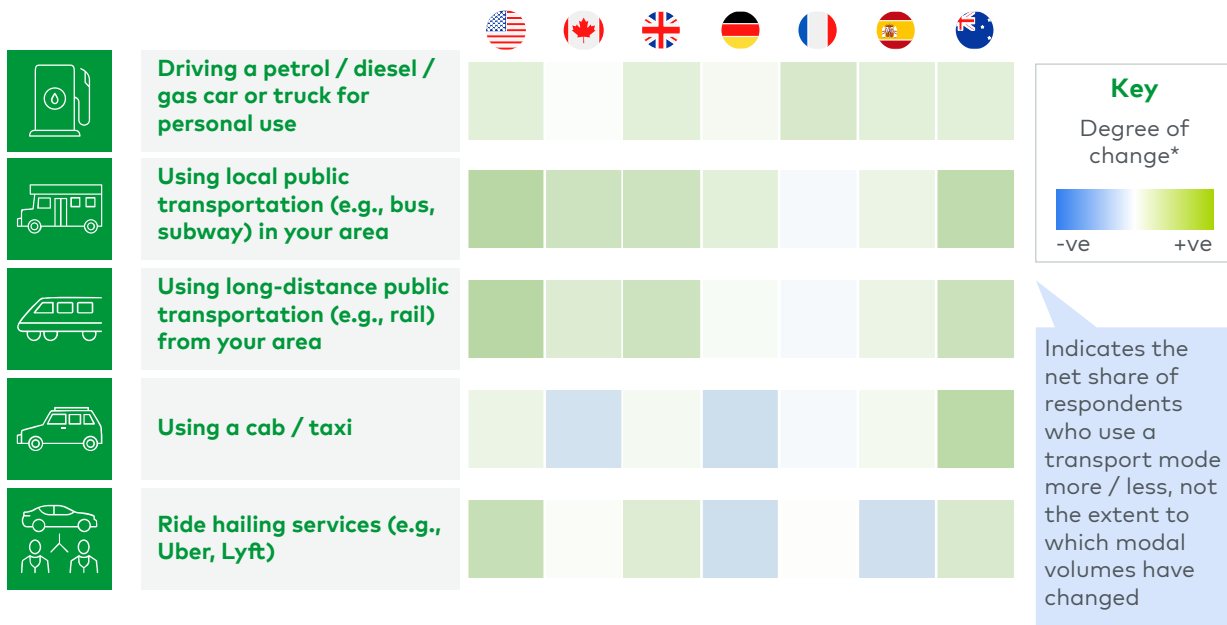 Driving a petrol / diesel /
gas car or truck for
personal use
Using local public
transportation (e.g., bus,
subway) in your area
Using long-distance public
transportation (e.g., rail)
from your area
Using a cab / taxi
Ride hailing services (e.g.,
Uber, Lyft)
Key
Degree of
change*
-ve +ve
Indicates the
net share of
respondents
who use a
transport mode
more / less, not
the extent to
which modal
volumes have
changed